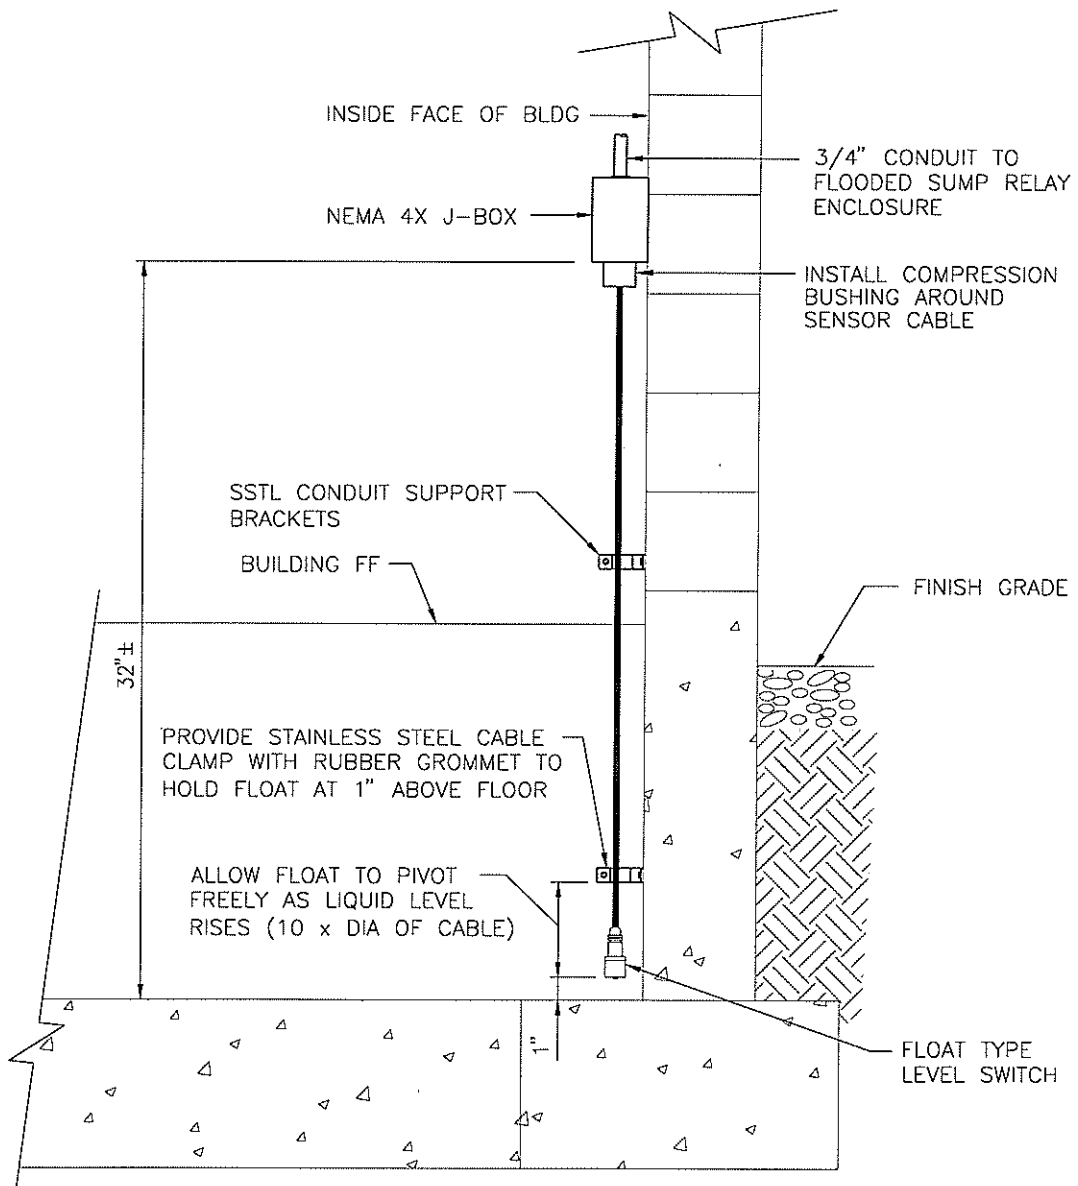 INSIDE FACE OF BLDG
3/4" CONDUIT TO
FLOODED SUMP RELAY
ENCLOSURE
NEMA 4X J-BOX
INSTALL COMPRESSION
BUSHING AROUND
SENSOR CABLE
SSTL CONDUIT SUPPORT
BRACKETS
BUILDING FF
FINISH GRADE
32"±
PROVIDE STAINLESS STEEL CABLE
CLAMP WITH RUBBER GROMMET TO
HOLD FLOAT AT 1" ABOVE FLOOR
ALLOW FLOAT TO PIVOT
FREELY AS LIQUID LEVEL
RISES (10 x DIA OF CABLE)
1"
FLOAT TYPE
LEVEL SWITCH